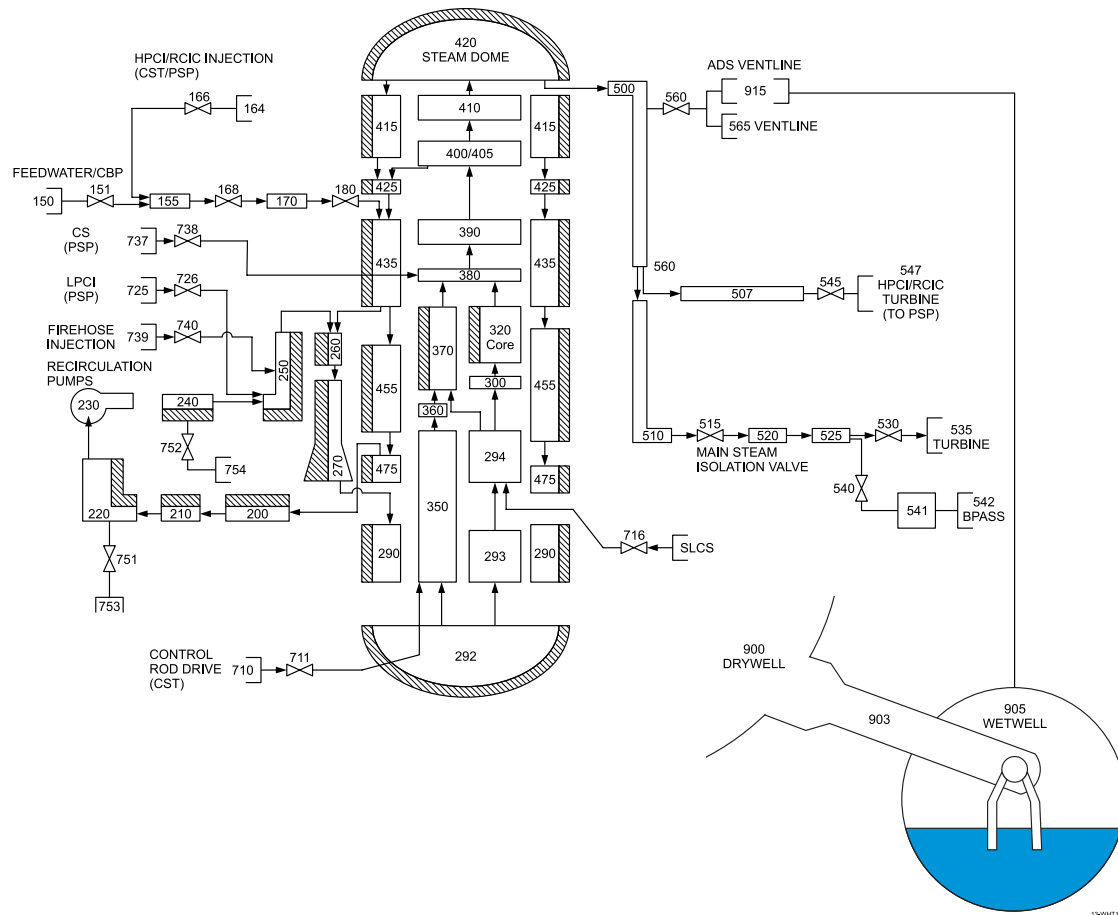 420
STEAM DOME
HPCI/RCIC INJECTION
(CST/PSP)
166
164
ADS VENTLINE
500
560
915
565 VENTLINE
415
410
415
400/405
FEEDWATER/CBP
150
151
155
168
170
180
425
425
CS
(PSP)
737
738
435
390
435
380
560
LPCI
(PSP)
725
726
507
545
547
HPCI/RCIC
TURBINE
(TO PSP)
FIREHOSE
INJECTION
739
740
250
260
370
320
Core
RECIRCULATION
PUMPS
230
240
455
300
455
360
752
754
270
475
294
475
510
515
MAIN STEAM
ISOLATION VALVE
520
525
530
535
TURBINE
540
541
542
BPASS
220
210
200
350
290
293
290
716
SLCS
751
753
CONTROL
ROD DRIVE
(CST)
710
711
292
900
DRYWELL
903
905
WETWELL